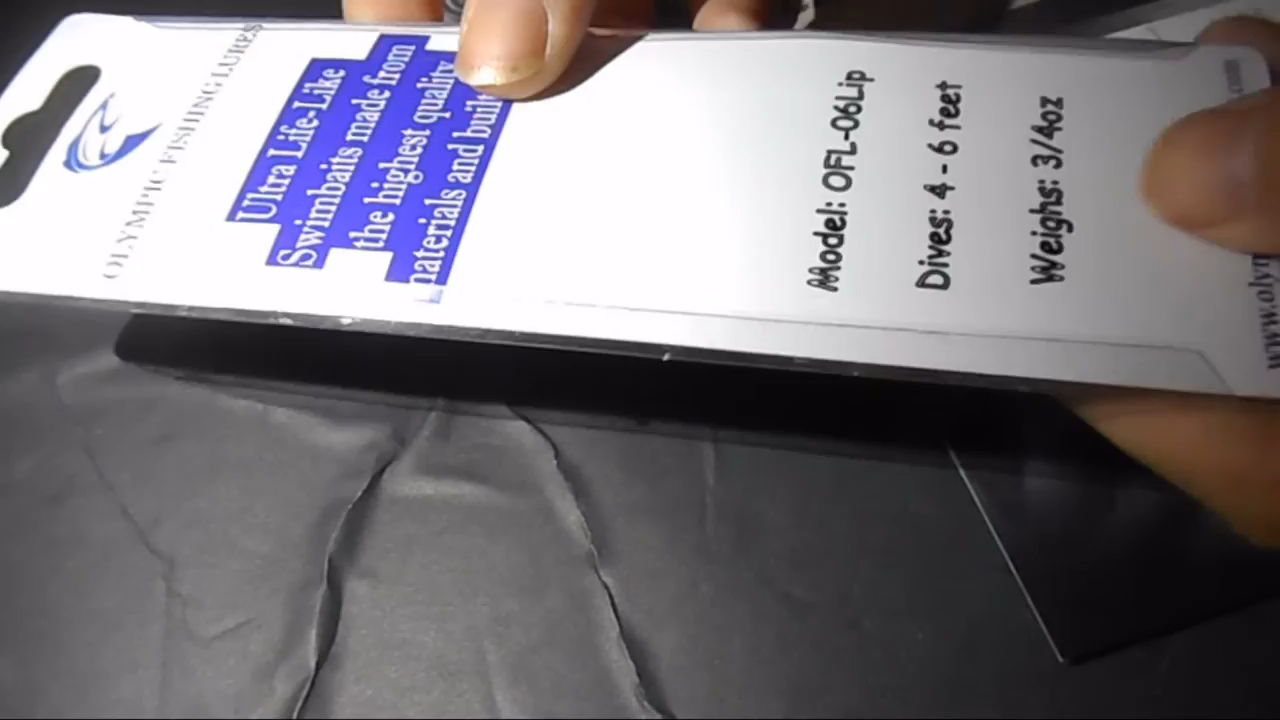 OLYMPIC FISHING LURES
Ultra Life-Like
Swimbaits made from
the highest quality
materials and built
Model: OFL-06Lip
Dives: 4 - 6 feet
Weighs: 3/4oz